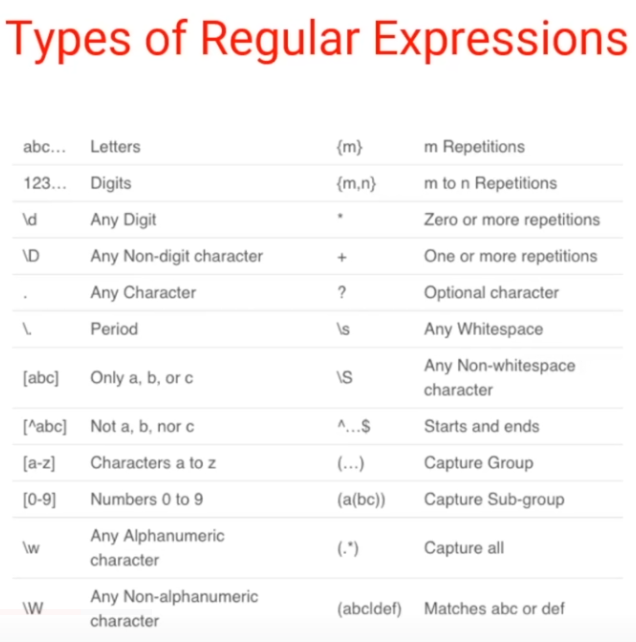 Types of Regular Expressions
abc… Letters {m} m Repetitions
123… Digits {m,n} m to n Repetitions
\d Any Digit * Zero or more repetitions
\D Any Non-digit character + One or more repetitions
. Any Character ? Optional character
\. Period \s Any Whitespace
[abc] Only a, b, or c \S Any Non-whitespace
character
[^abc] Not a, b, nor c ^…$ Starts and ends
[a-z] Characters a to z (…) Capture Group
[0-9] Numbers 0 to 9 (a(bc)) Capture Sub-group
\w Any Alphanumeric
character (.*) Capture all
\W Any Non-alphanumeric
character (abc|def) Matches abc or def